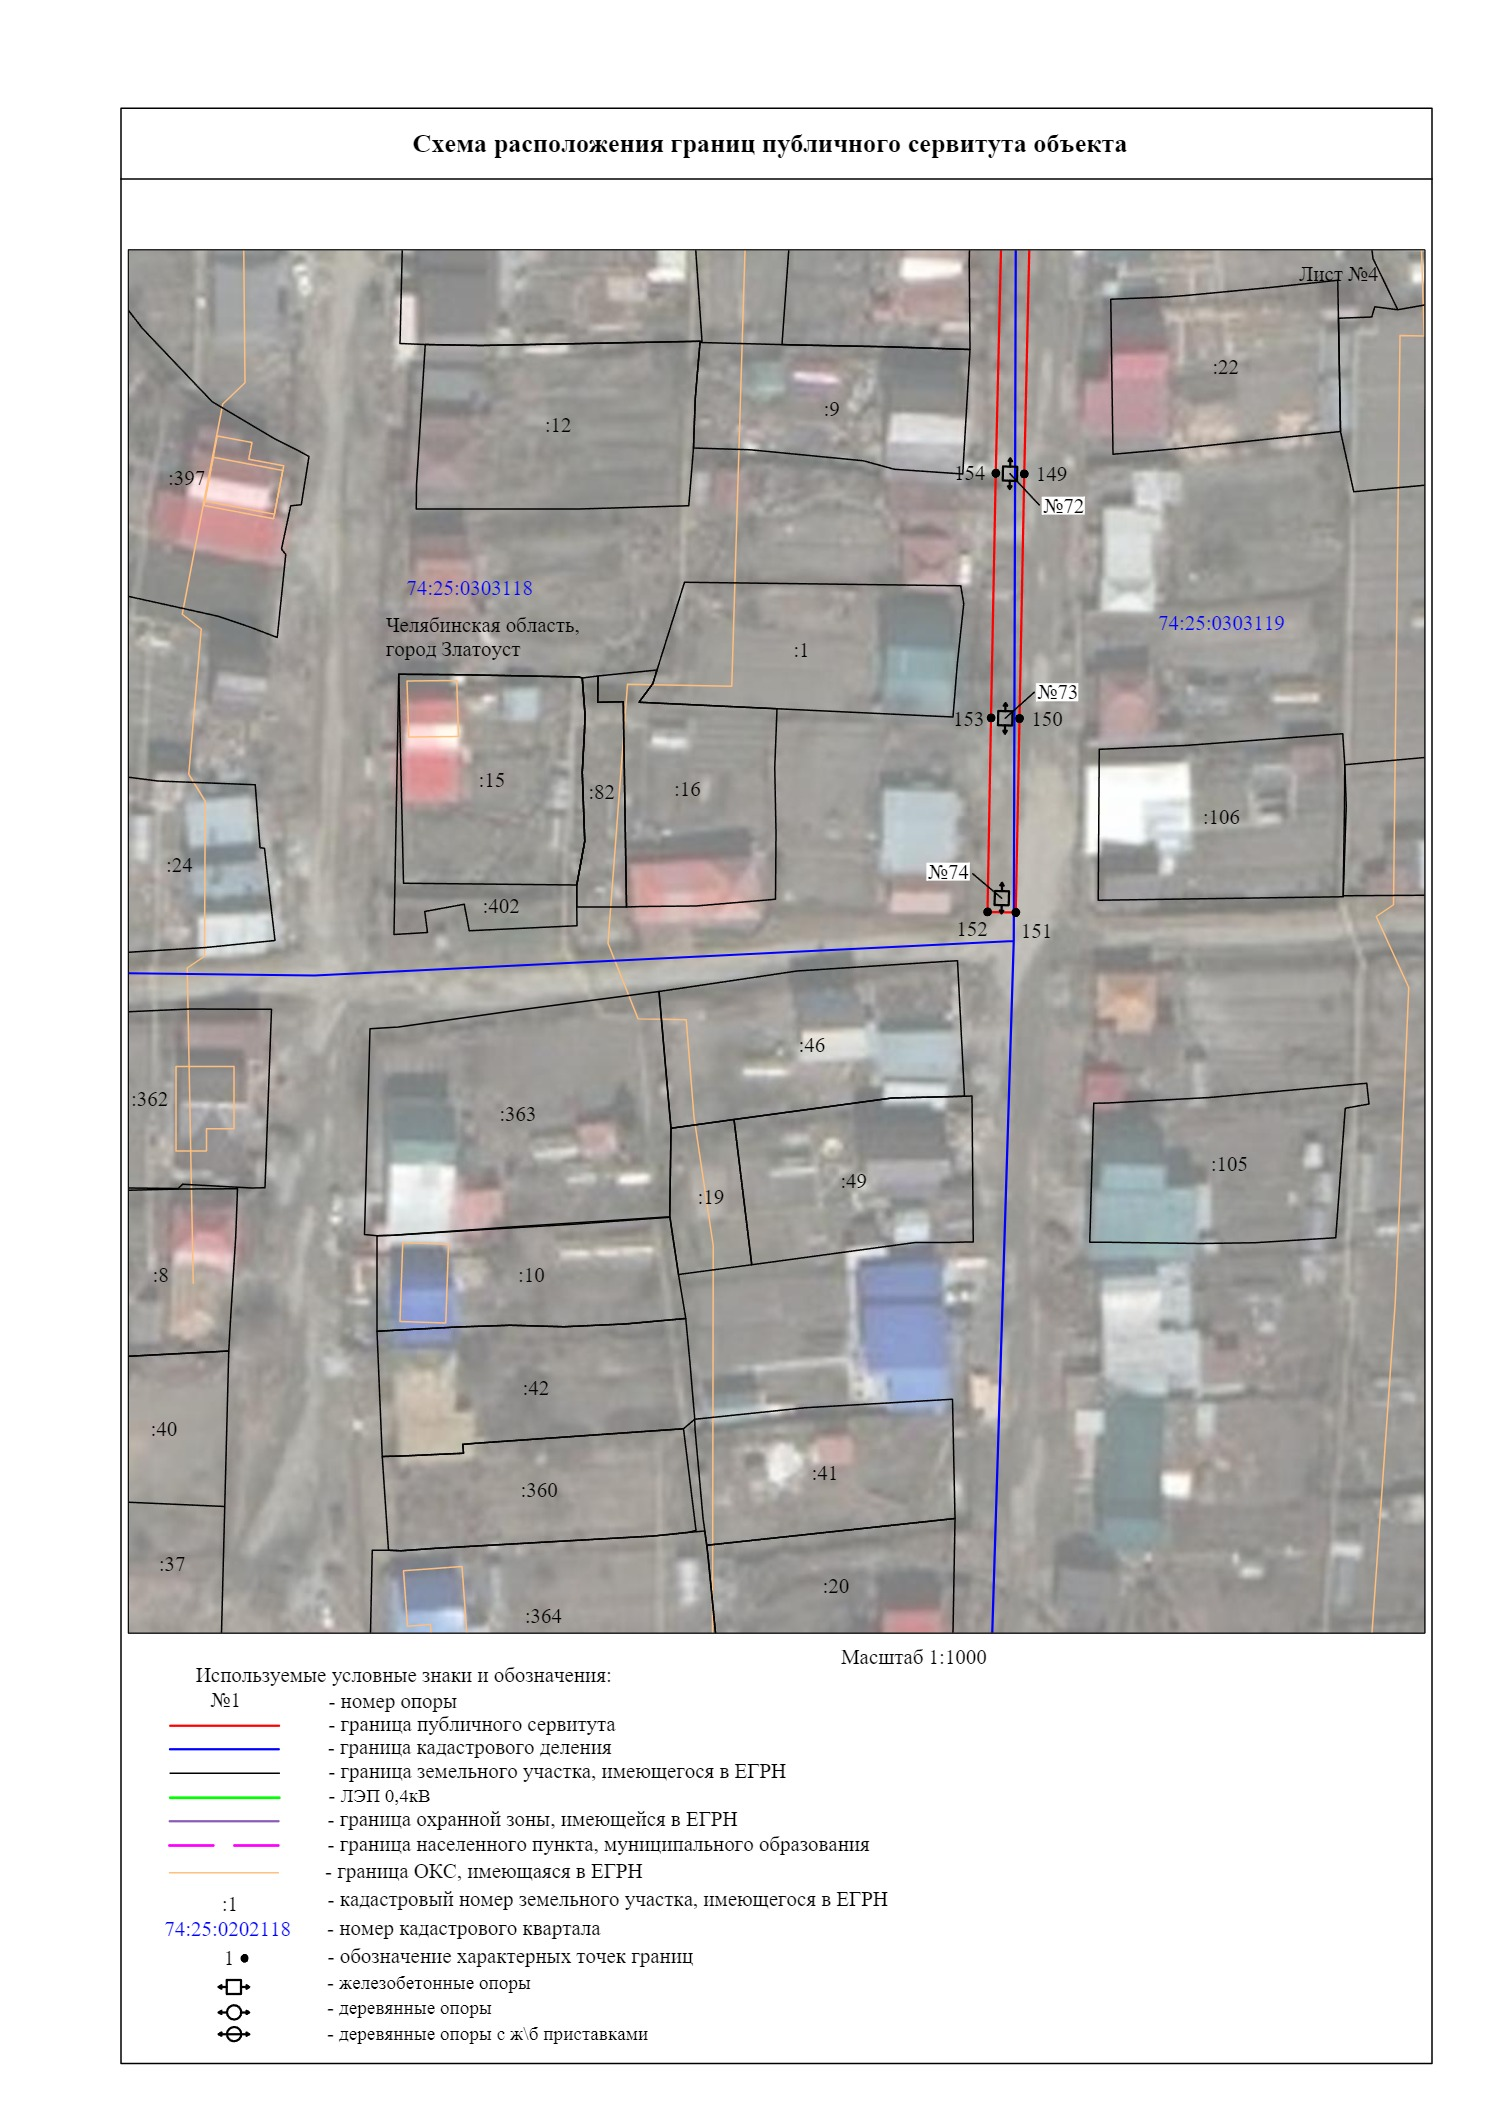 Схема расположения границ публичного сервитута объекта
Лист №4
:22
:9
:12
154
149
:397
№72
74:25:0303118
74:25:0303119
Челябинская область,
город Златоуст
:1
№73
153
150
:15
:82
:16
:106
:24
№74
:402
152
151
:46
:362
:363
:105
:49
:19
:8
:10
:42
:40
:41
:360
:37
:20
:364
Масштаб 1:1000
Используемые условные знаки и обозначения:
№1 - номер опоры
- граница публичного сервитута
- граница кадастрового деления
- граница земельного участка, имеющегося в ЕГРН
- ЛЭП 0,4кВ
- граница охранной зоны, имеющейся в ЕГРН
- граница населенного пункта, муниципального образования
- граница ОКС, имеющаяся в ЕГРН
:1 - кадастровый номер земельного участка, имеющегося в ЕГРН
74:25:0202118 - номер кадастрового квартала
1 - обозначение характерных точек границ
- железобетонные опоры
- деревянные опоры
- деревянные опоры с ж\б приставками